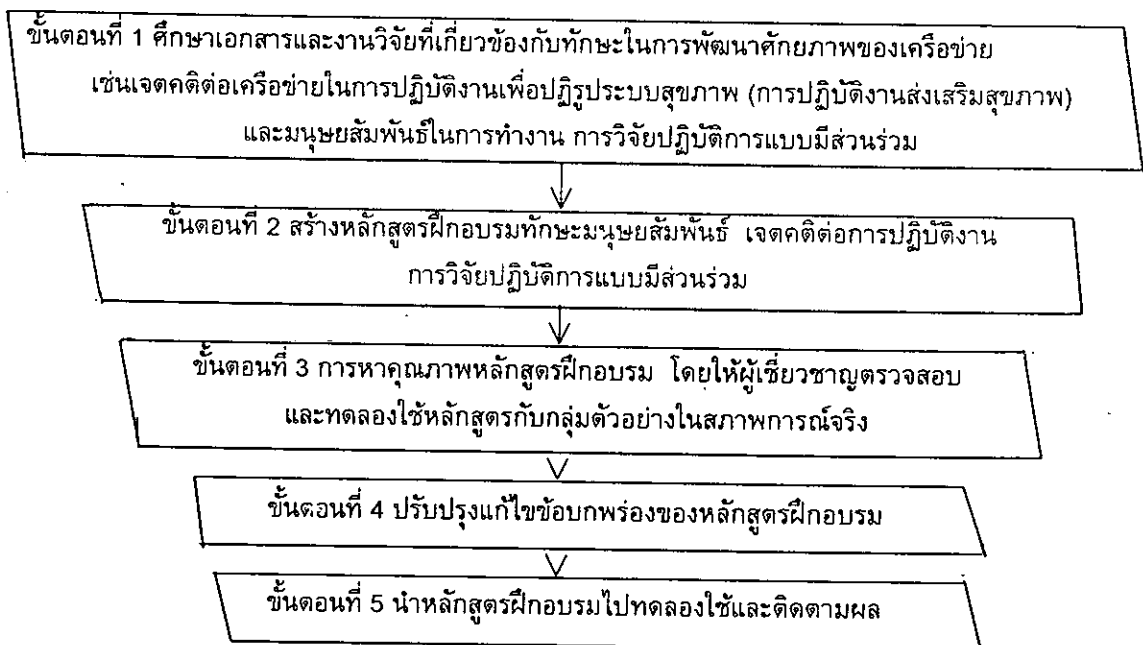 ขั้นตอนที่ 1 ศึกษาเอกสารและงานวิจัยที่เกี่ยวข้องกับทักษะในการพัฒนาศักยภาพของเครือข่าย
เช่นเจตคติต่อเครือข่ายในการปฏิบัติงานเพื่อปฏิรูประบบสุขภาพ (การปฏิบัติงานส่งเสริมสุขภาพ)
และมนุษยสัมพันธ์ในการทำงาน การวิจัยปฏิบัติการแบบมีส่วนร่วม
ขั้นตอนที่ 2 สร้างหลักสูตรฝึกอบรมทักษะมนุษยสัมพันธ์ เจตคติต่อการปฏิบัติงาน
การวิจัยปฏิบัติการแบบมีส่วนร่วม
ขั้นตอนที่ 3 การหาคุณภาพหลักสูตรฝึกอบรม โดยให้ผู้เชี่ยวชาญตรวจสอบ
และทดลองใช้หลักสูตรกับกลุ่มตัวอย่างในสภาพการณ์จริง
ขั้นตอนที่ 4 ปรับปรุงแก้ไขข้อบกพร่องของหลักสูตรฝึกอบรม
ขั้นตอนที่ 5 นำหลักสูตรฝึกอบรมไปทดลองใช้และติดตามผล